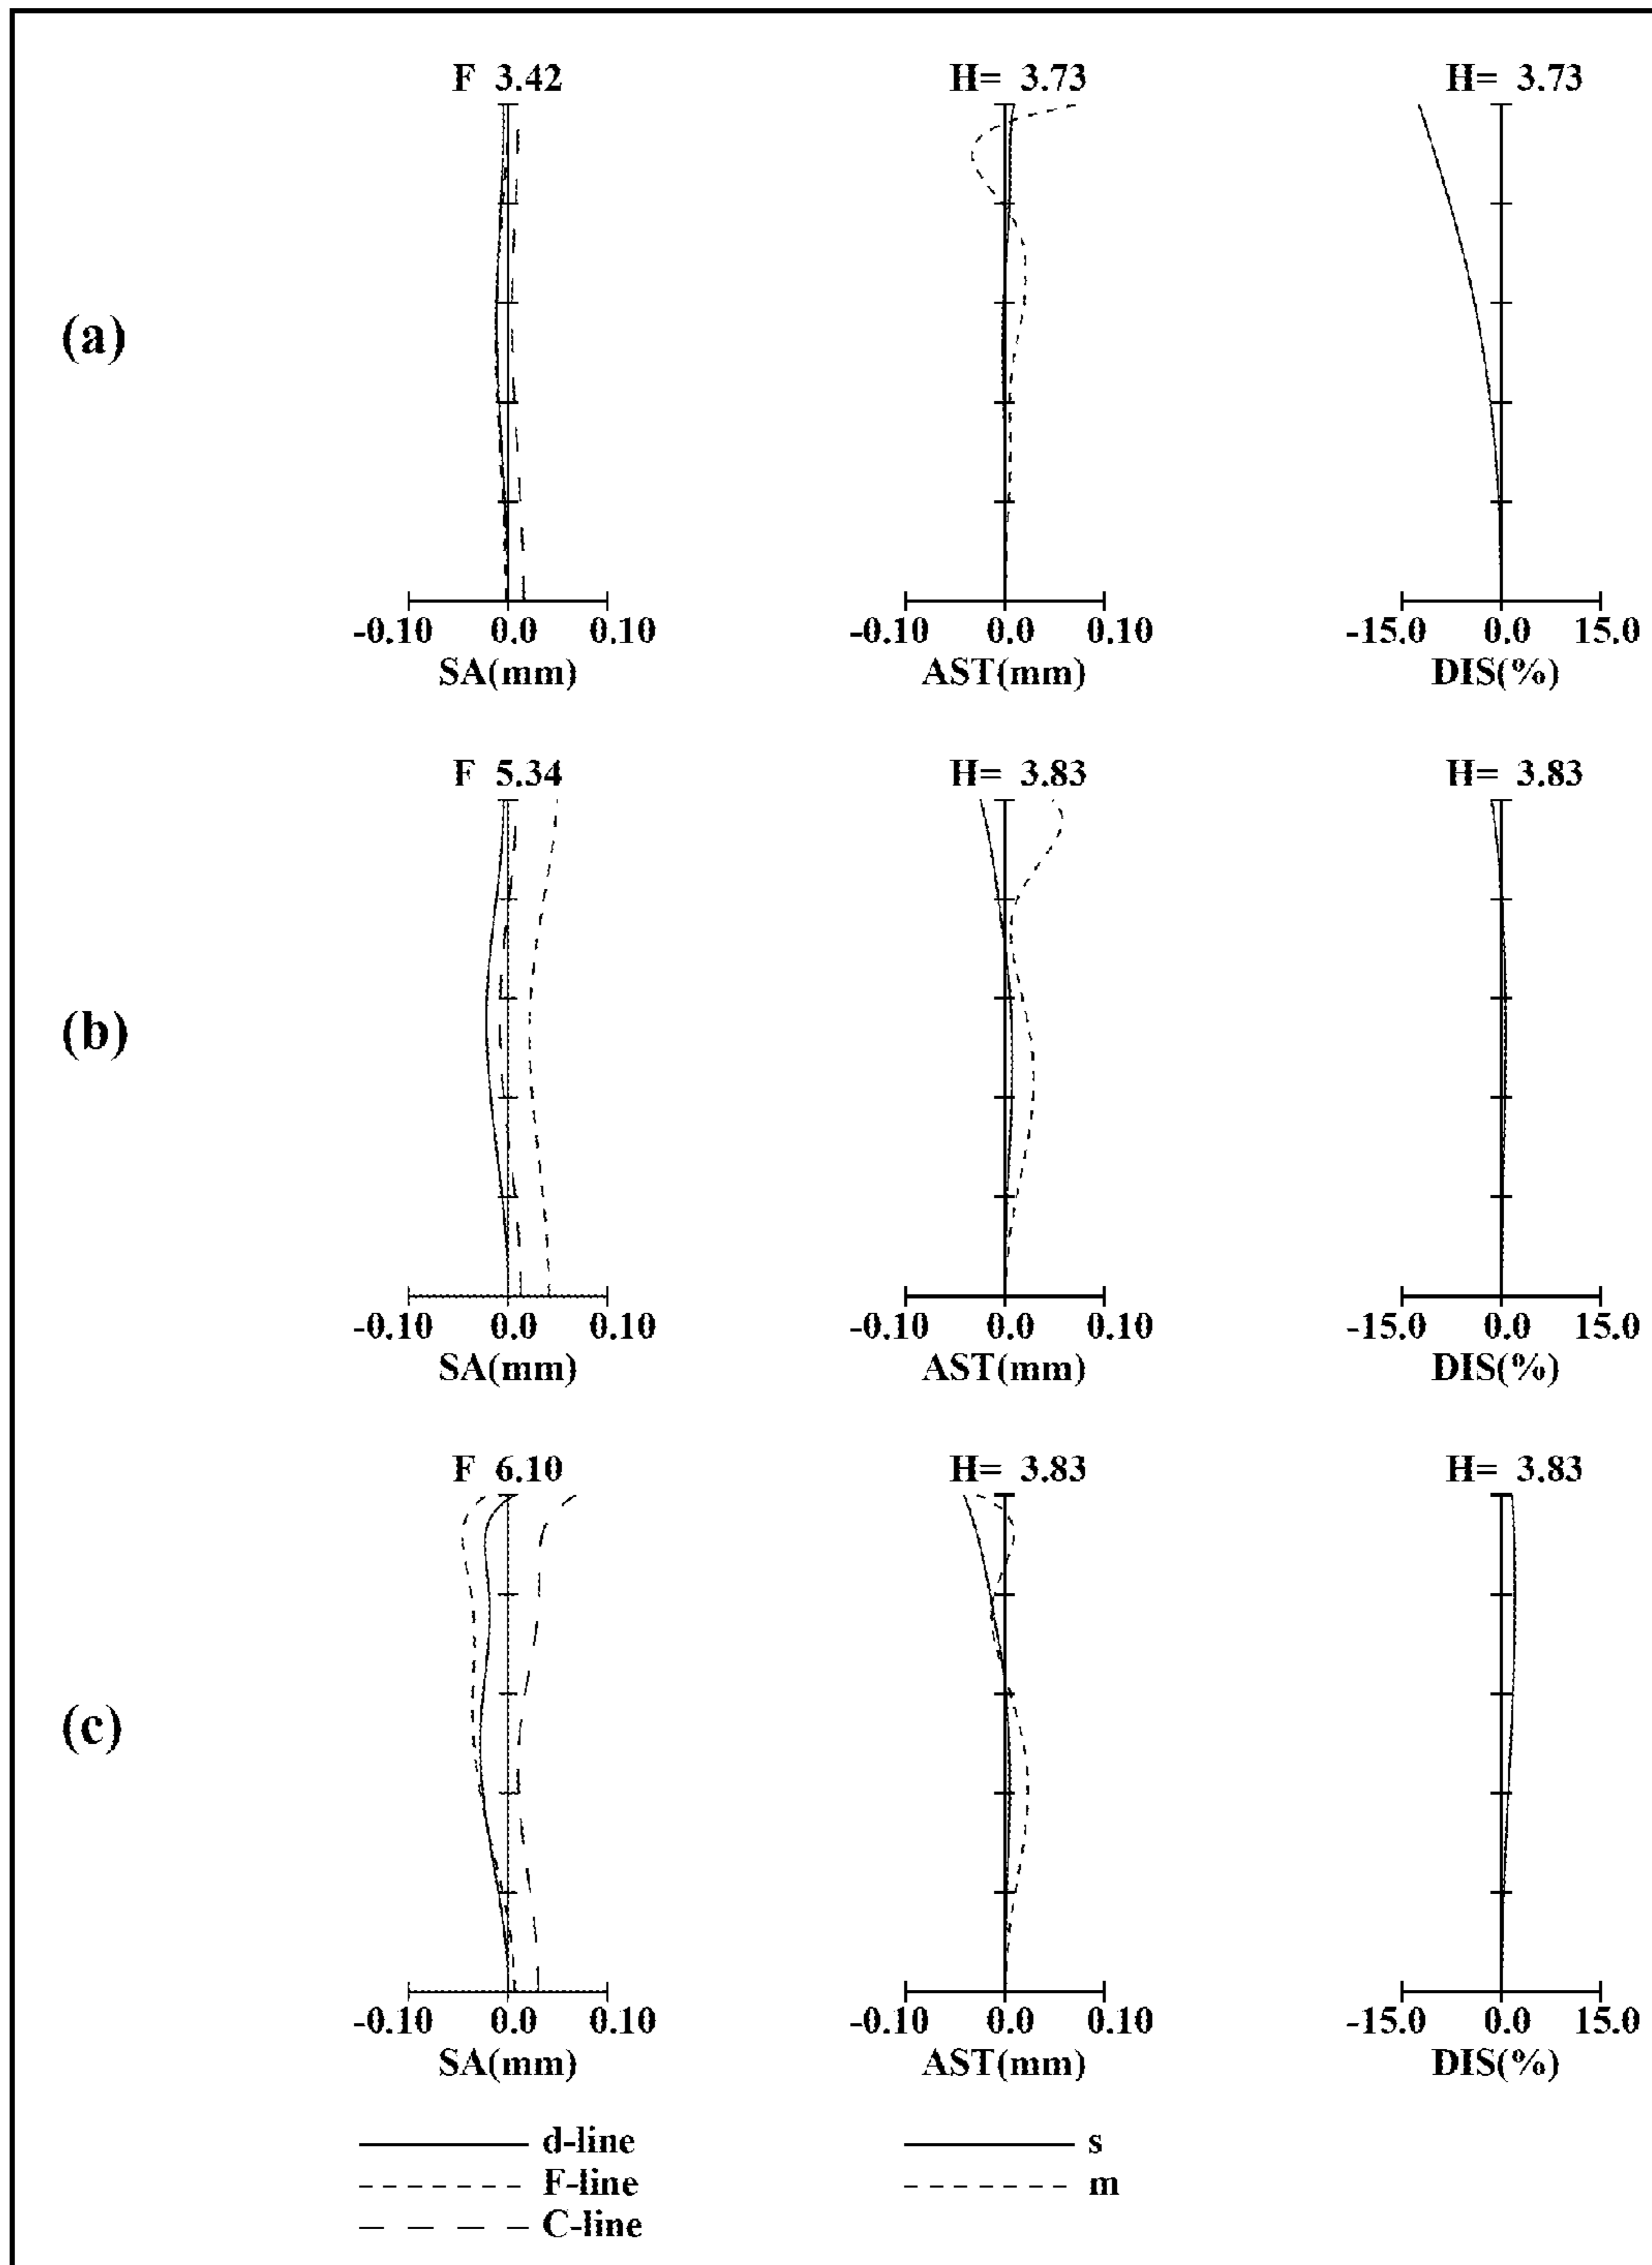 F 3.42
H= 3.73
H= 3.73
(a)
-0.10 0.0 0.10
SA(mm)
-0.10 0.0 0.10
AST(mm)
-15.0 0.0 15.0
DIS(%)
F 5.34
H= 3.83
H= 3.83
(b)
-0.10 0.0 0.10
SA(mm)
-0.10 0.0 0.10
AST(mm)
-15.0 0.0 15.0
DIS(%)
F 6.10
H= 3.83
H= 3.83
(c)
-0.10 0.0 0.10
SA(mm)
-0.10 0.0 0.10
AST(mm)
-15.0 0.0 15.0
DIS(%)
d-line
F-line
C-line
s
m